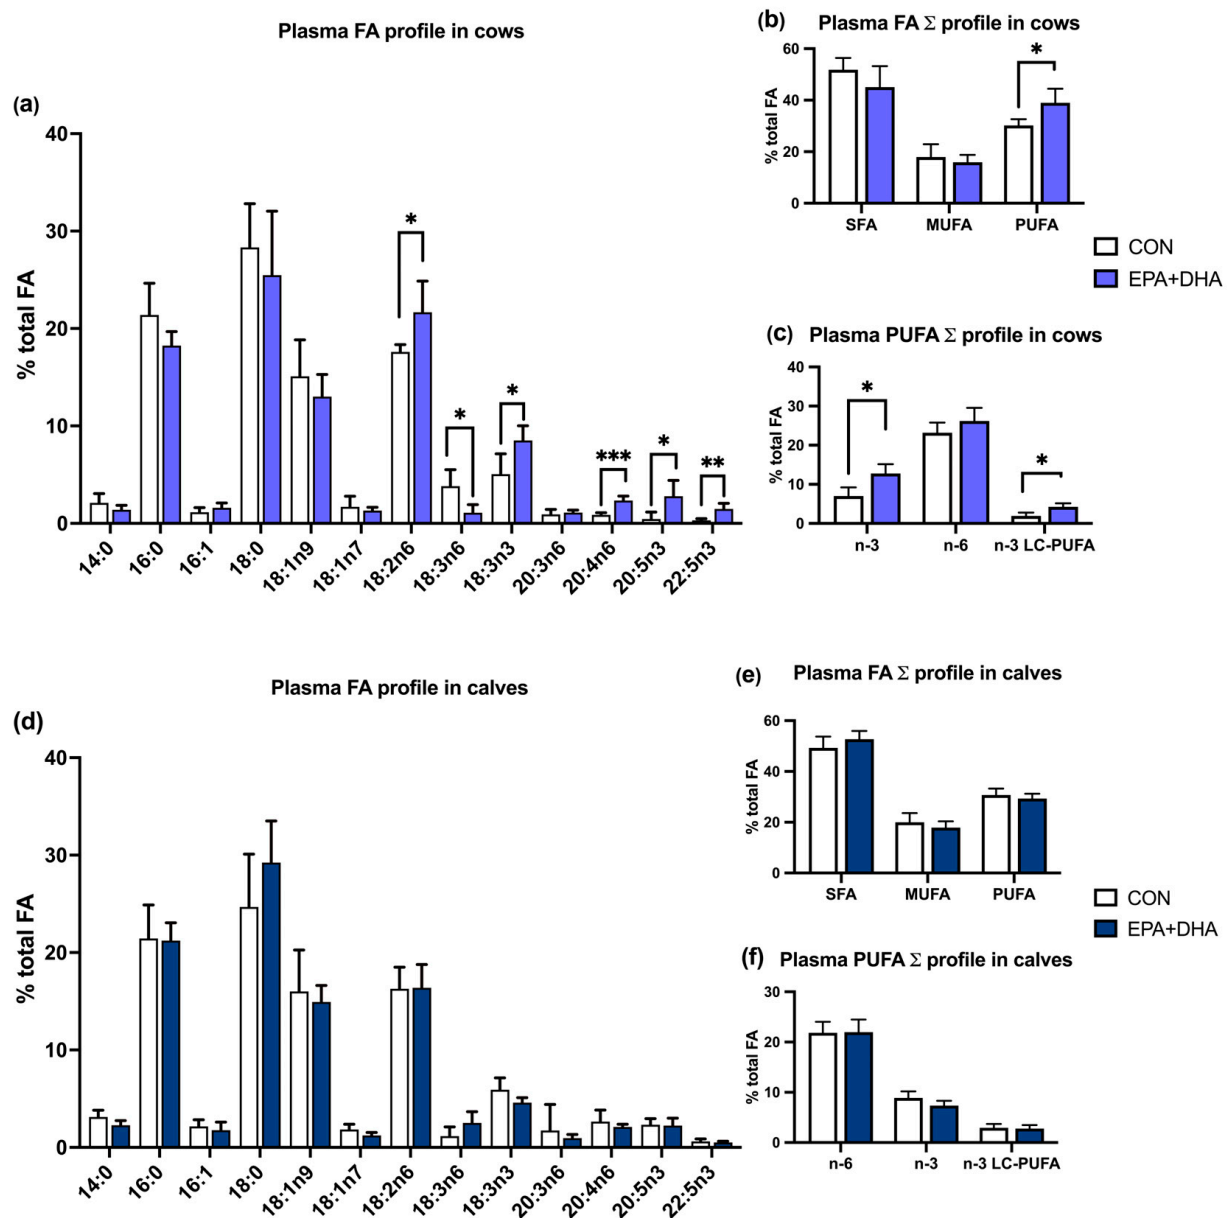 Plasma FA profile in cows
(a)
% total FA
40
30
20
10
0
*
*
*
***
*
**
14:0
16:0
16:1
18:0
18:1n9
18:1n7
18:2n6
18:3n6
18:3n3
20:3n6
20:4n6
20:5n3
22:5n3
(b) Plasma FA Σ profile in cows
% total FA
60
40
20
0
*
SFA MUFA PUFA
CON
EPA+DHA
(c) Plasma PUFA Σ profile in cows
% total FA
40
30
20
10
0
*
*
n-3 n-6 n-3 LC-PUFA
Plasma FA profile in calves
(d)
% total FA
40
30
20
10
0
14:0
16:0
16:1
18:0
18:1n9
18:1n7
18:2n6
18:3n6
18:3n3
20:3n6
20:4n6
20:5n3
22:5n3
(e) Plasma FA Σ profile in calves
% total FA
60
40
20
0
SFA MUFA PUFA
CON
EPA+DHA
(f) Plasma PUFA Σ profile in calves
% total FA
30
20
10
0
n-6 n-3 n-3 LC-PUFA